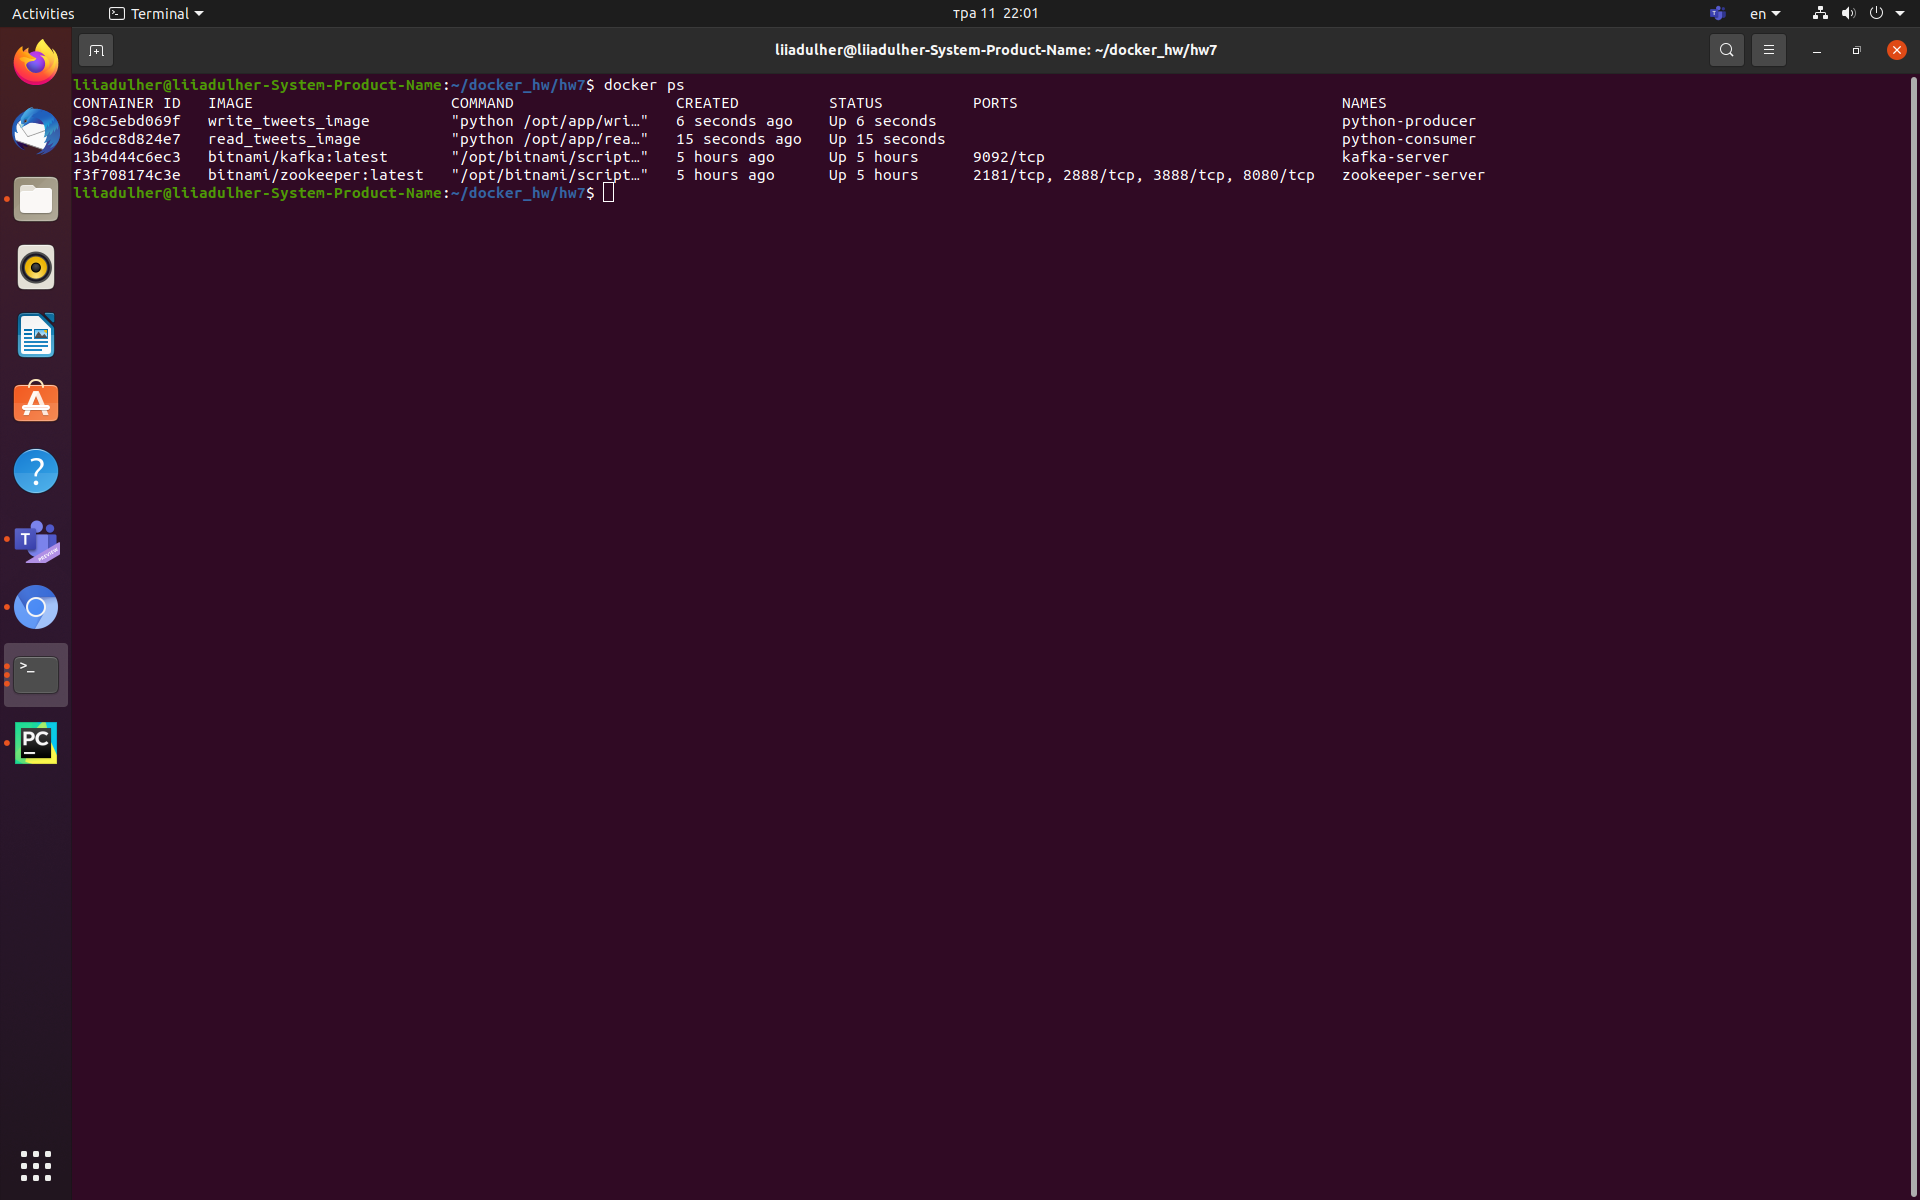 Activities Terminal тра 11 22:01 en
liiadulher@liiadulher-System-Product-Name: ~/docker_hw/hw7
liiadulher@liiadulher-System-Product-Name:~/docker_hw/hw7$ docker ps
CONTAINER ID   IMAGE                      COMMAND                  CREATED          STATUS          PORTS                                    NAMES
c98c5ebd069f   write_tweets_image         "python /opt/app/wri…"   6 seconds ago    Up 6 seconds                                             python-producer
a6dcc8d824e7   read_tweets_image          "python /opt/app/rea…"   15 seconds ago   Up 15 seconds                                            python-consumer
13b4d44c6ec3   bitnami/kafka:latest       "/opt/bitnami/script…"   5 hours ago      Up 5 hours      9092/tcp                                 kafka-server
f3f708174c3e   bitnami/zookeeper:latest   "/opt/bitnami/script…"   5 hours ago      Up 5 hours      2181/tcp, 2888/tcp, 3888/tcp, 8080/tcp   zookeeper-server
liiadulher@liiadulher-System-Product-Name:~/docker_hw/hw7$
?
T
PREVIEW
>_
PC